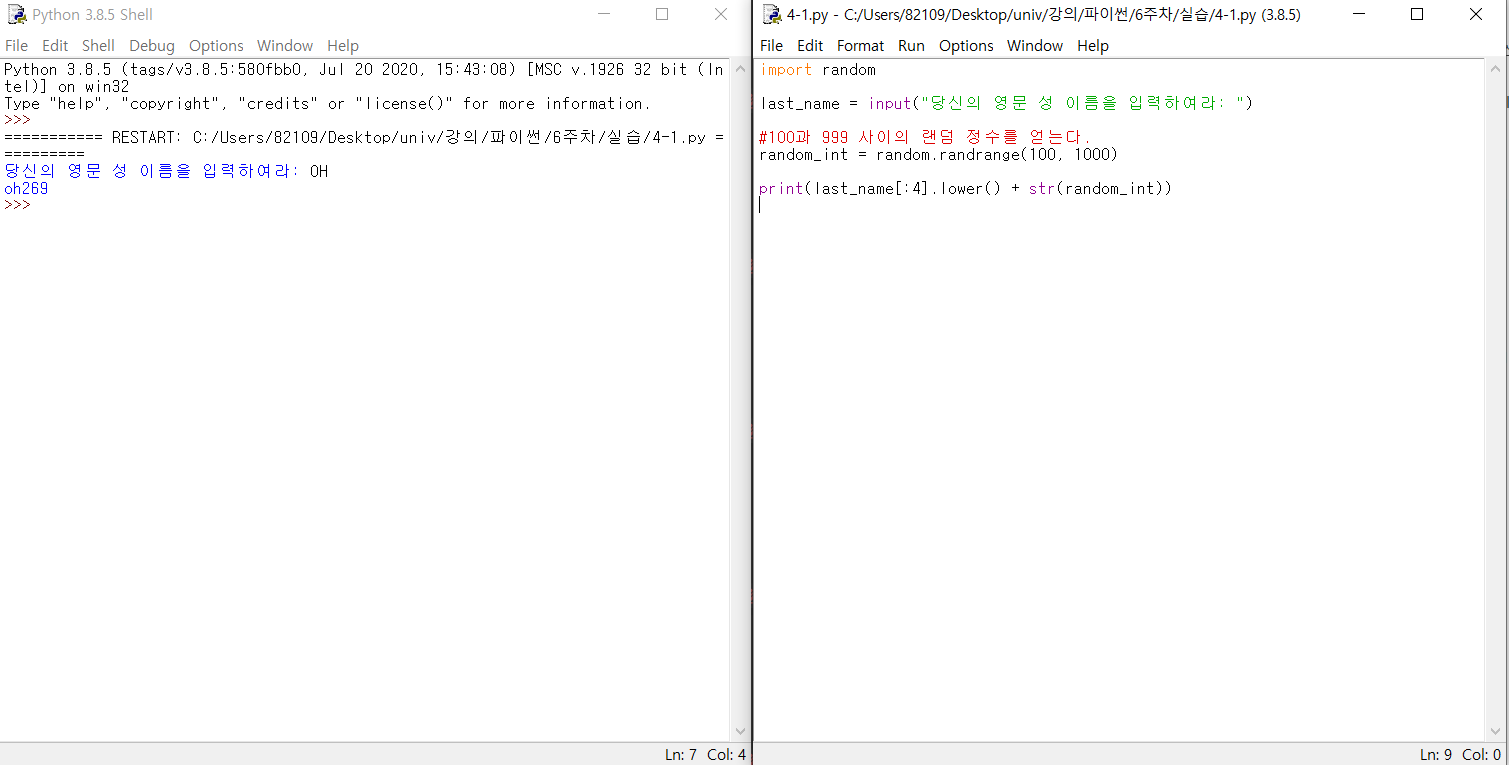 Python 3.8.5 Shell
File Edit Shell Debug Options Window Help
Python 3.8.5 (tags/v3.8.5:580fbb0, Jul 20 2020, 15:43:08) [MSC v.1926 32 bit (In
tel)] on win32
Type "help", "copyright", "credits" or "license()" for more information.
>>>
=========== RESTART: C:/Users/82109/Desktop/univ/강의/파이썬/6주차/실습/4-1.py =
=========
당신의 영문 성 이름을 입력하여라: OH
oh269
>>>
Ln: 7 Col: 4
4-1.py - C:/Users/82109/Desktop/univ/강의/파이썬/6주차/실습/4-1.py (3.8.5)
File Edit Format Run Options Window Help
import random
last_name = input("당신의 영문 성 이름을 입력하여라: ")
#100과 999 사이의 랜덤 정수를 얻는다.
random_int = random.randrange(100, 1000)
print(last_name[:4].lower() + str(random_int))
Ln: 9 Col: 0